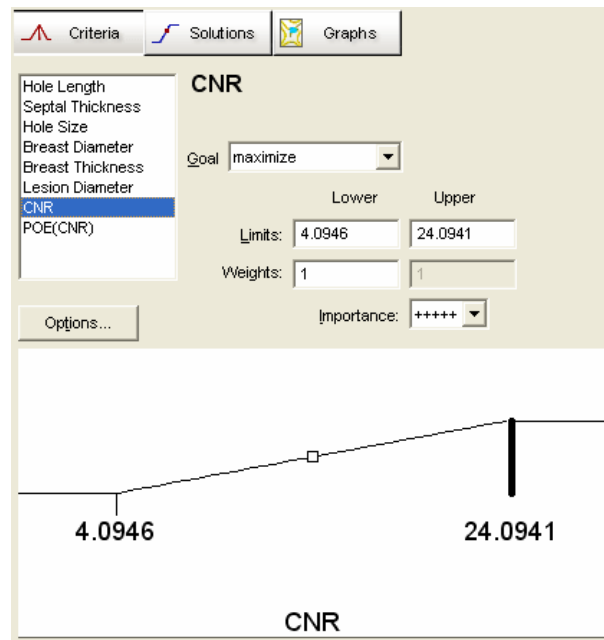 Criteria Solutions Graphs
Hole Length
Septal Thickness
Hole Size
Breast Diameter
Breast Thickness
Lesion Diameter
CNR
POE(CNR)
CNR
Goal maximize
Lower Upper
Limits: 4.0946 24.0941
Weights: 1 1
Importance: +++++
Options...
4.0946 24.0941
CNR